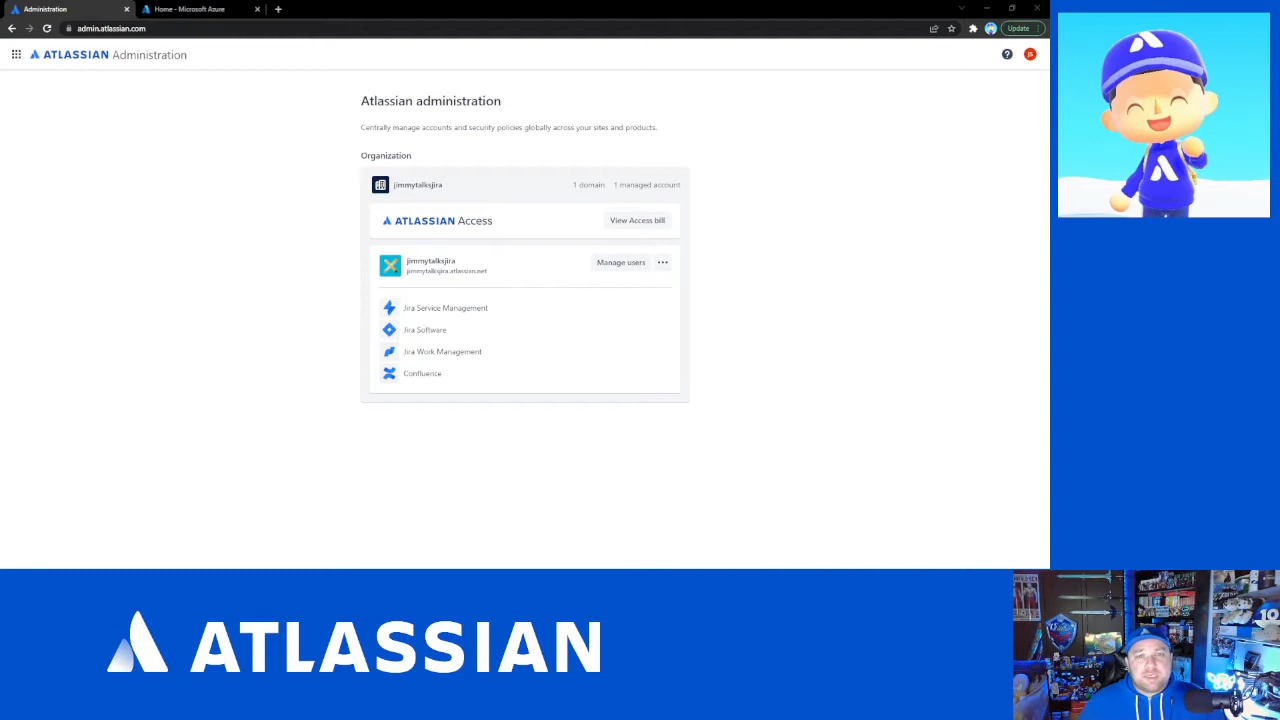 Administration
Home - Microsoft Azure
admin.atlassian.com
Update
ATLASSIAN Administration
JS
Atlassian administration
Centrally manage accounts and security policies globally across your sites and products.
Organization
jimmytalksjira
1 domain
1 managed account
ATLASSIAN Access
View Access bill
jimmytalksjira
jimmytalksjira.atlassian.net
Manage users
Jira Service Management
Jira Software
Jira Work Management
Confluence
ATLASSIAN
10